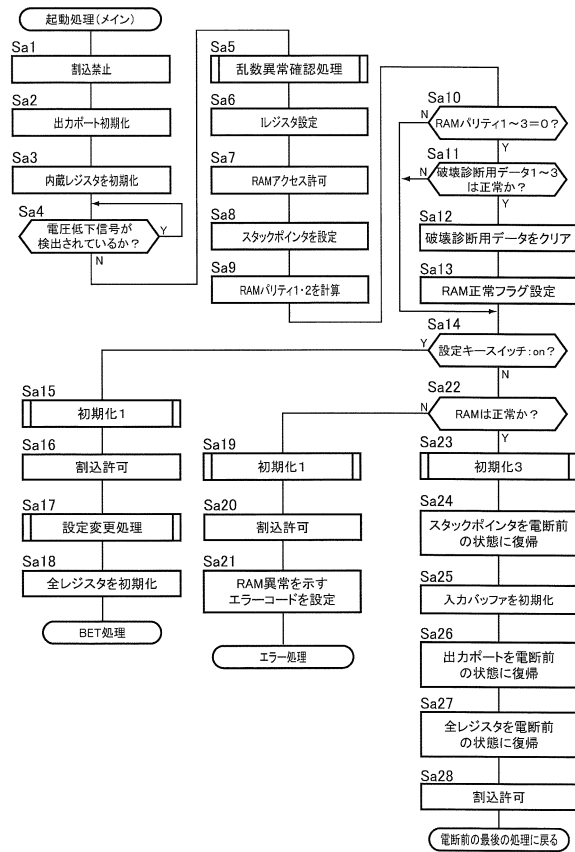 起動処理(メイン)
Sa1
割込禁止
Sa2
出力ポート初期化
Sa3
内蔵レジスタを初期化
Sa4
電圧低下信号が
検出されているか?
Y
N
Sa5
乱数異常確認処理
Sa6
Iレジスタ設定
Sa7
RAMアクセス許可
Sa8
スタックポインタを設定
Sa9
RAMパリティ1・2を計算
Sa10
N
RAMパリティ1~3=0?
Y
Sa11
N
破壊診断用データ1~3
は正常か?
Y
Sa12
破壊診断用データをクリア
Sa13
RAM正常フラグ設定
Sa14
Y
設定キースイッチ:on?
N
Sa15
初期化1
Sa16
割込許可
Sa17
設定変更処理
Sa18
全レジスタを初期化
BET処理
Sa19
初期化1
Sa20
割込許可
Sa21
RAM異常を示す
エラーコードを設定
エラー処理
Sa22
N
RAMは正常か?
Y
Sa23
初期化3
Sa24
スタックポインタを電断前
の状態に復帰
Sa25
入力バッファを初期化
Sa26
出力ポートを電断前
の状態に復帰
Sa27
全レジスタを電断前
の状態に復帰
Sa28
割込許可
電断前の最後の処理に戻る